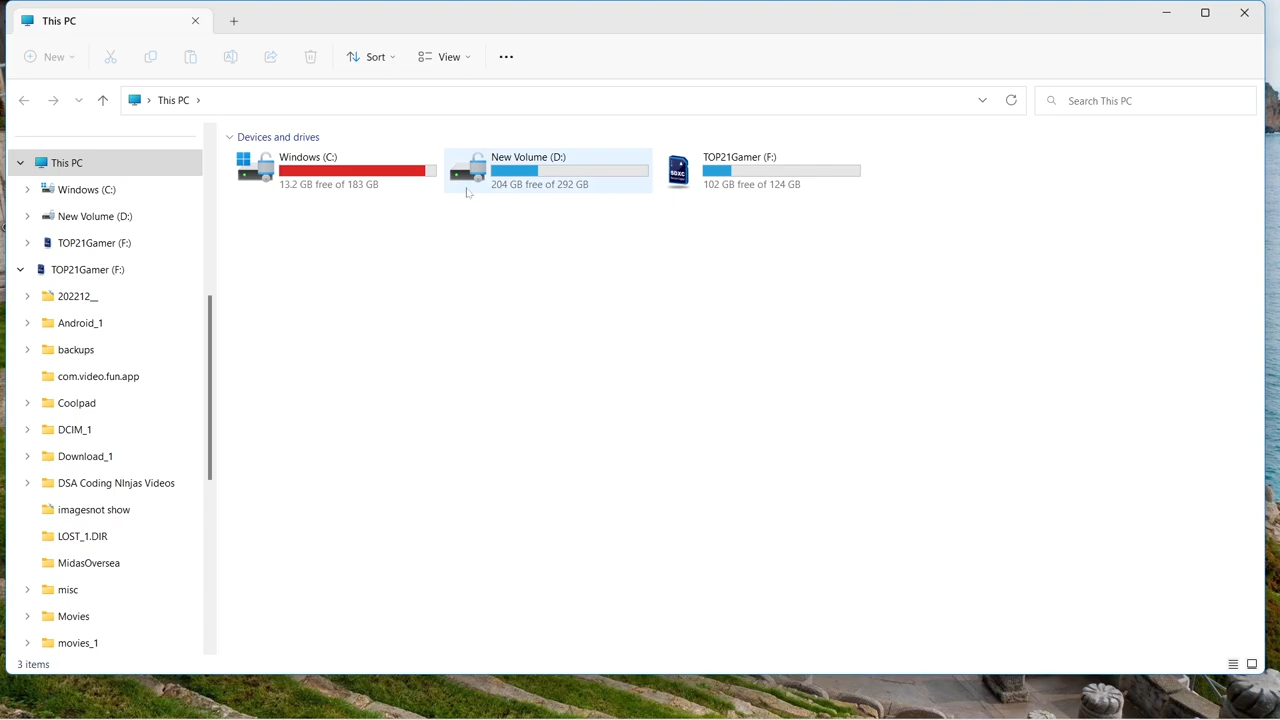 This PC
New
Sort
View
This PC
Search This PC
Devices and drives
Windows (C:)
13.2 GB free of 183 GB
New Volume (D:)
204 GB free of 292 GB
SDXC
TOP21Gamer (F:)
102 GB free of 124 GB
This PC
Windows (C:)
New Volume (D:)
TOP21Gamer (F:)
TOP21Gamer (F:)
202212__
Android_1
backups
com.video.fun.app
Coolpad
DCIM_1
Download_1
DSA Coding NInjas Videos
imagesnot show
LOST_1.DIR
MidasOversea
misc
Movies
movies_1
3 items